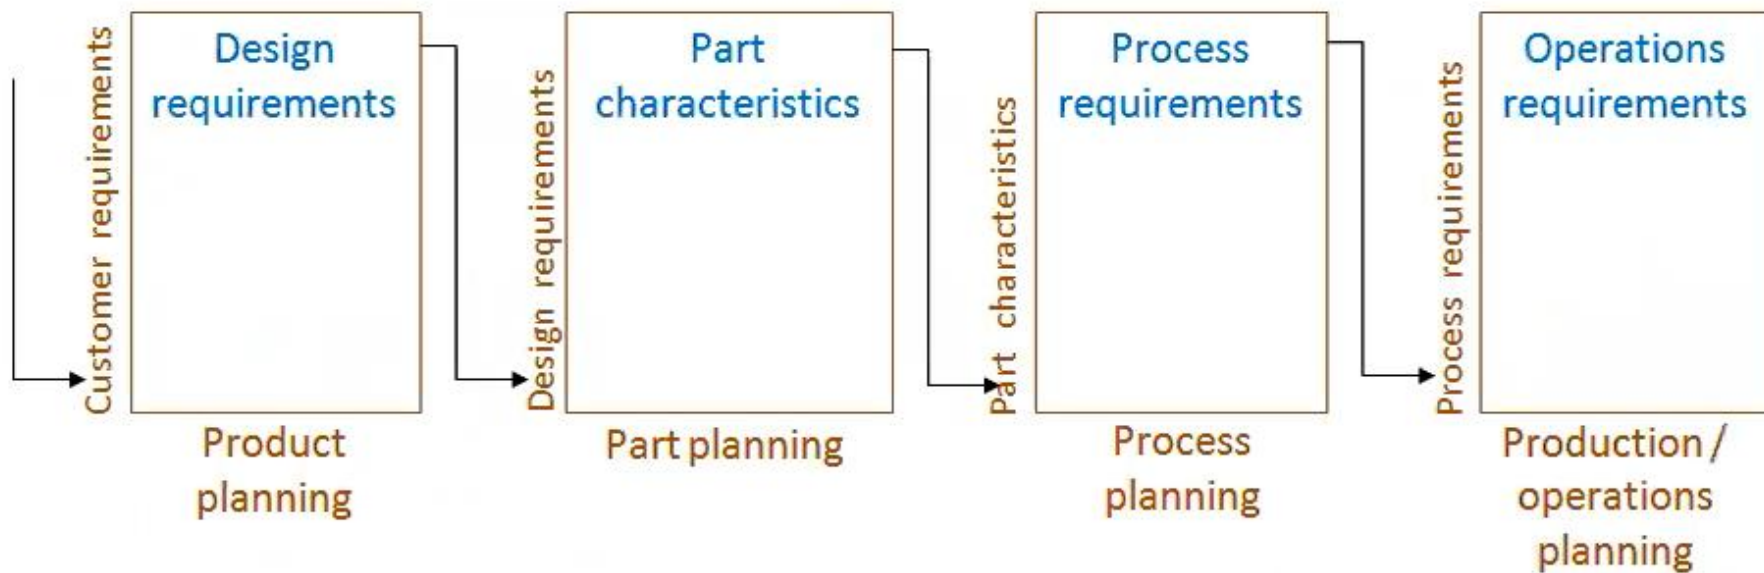 Customer requirements
Design
requirements
Product
planning
Design requirements
Part
characteristics
Part planning
Part characteristics
Process
requirements
Process
planning
Process requirements
Operations
requirements
Production /
operations
planning